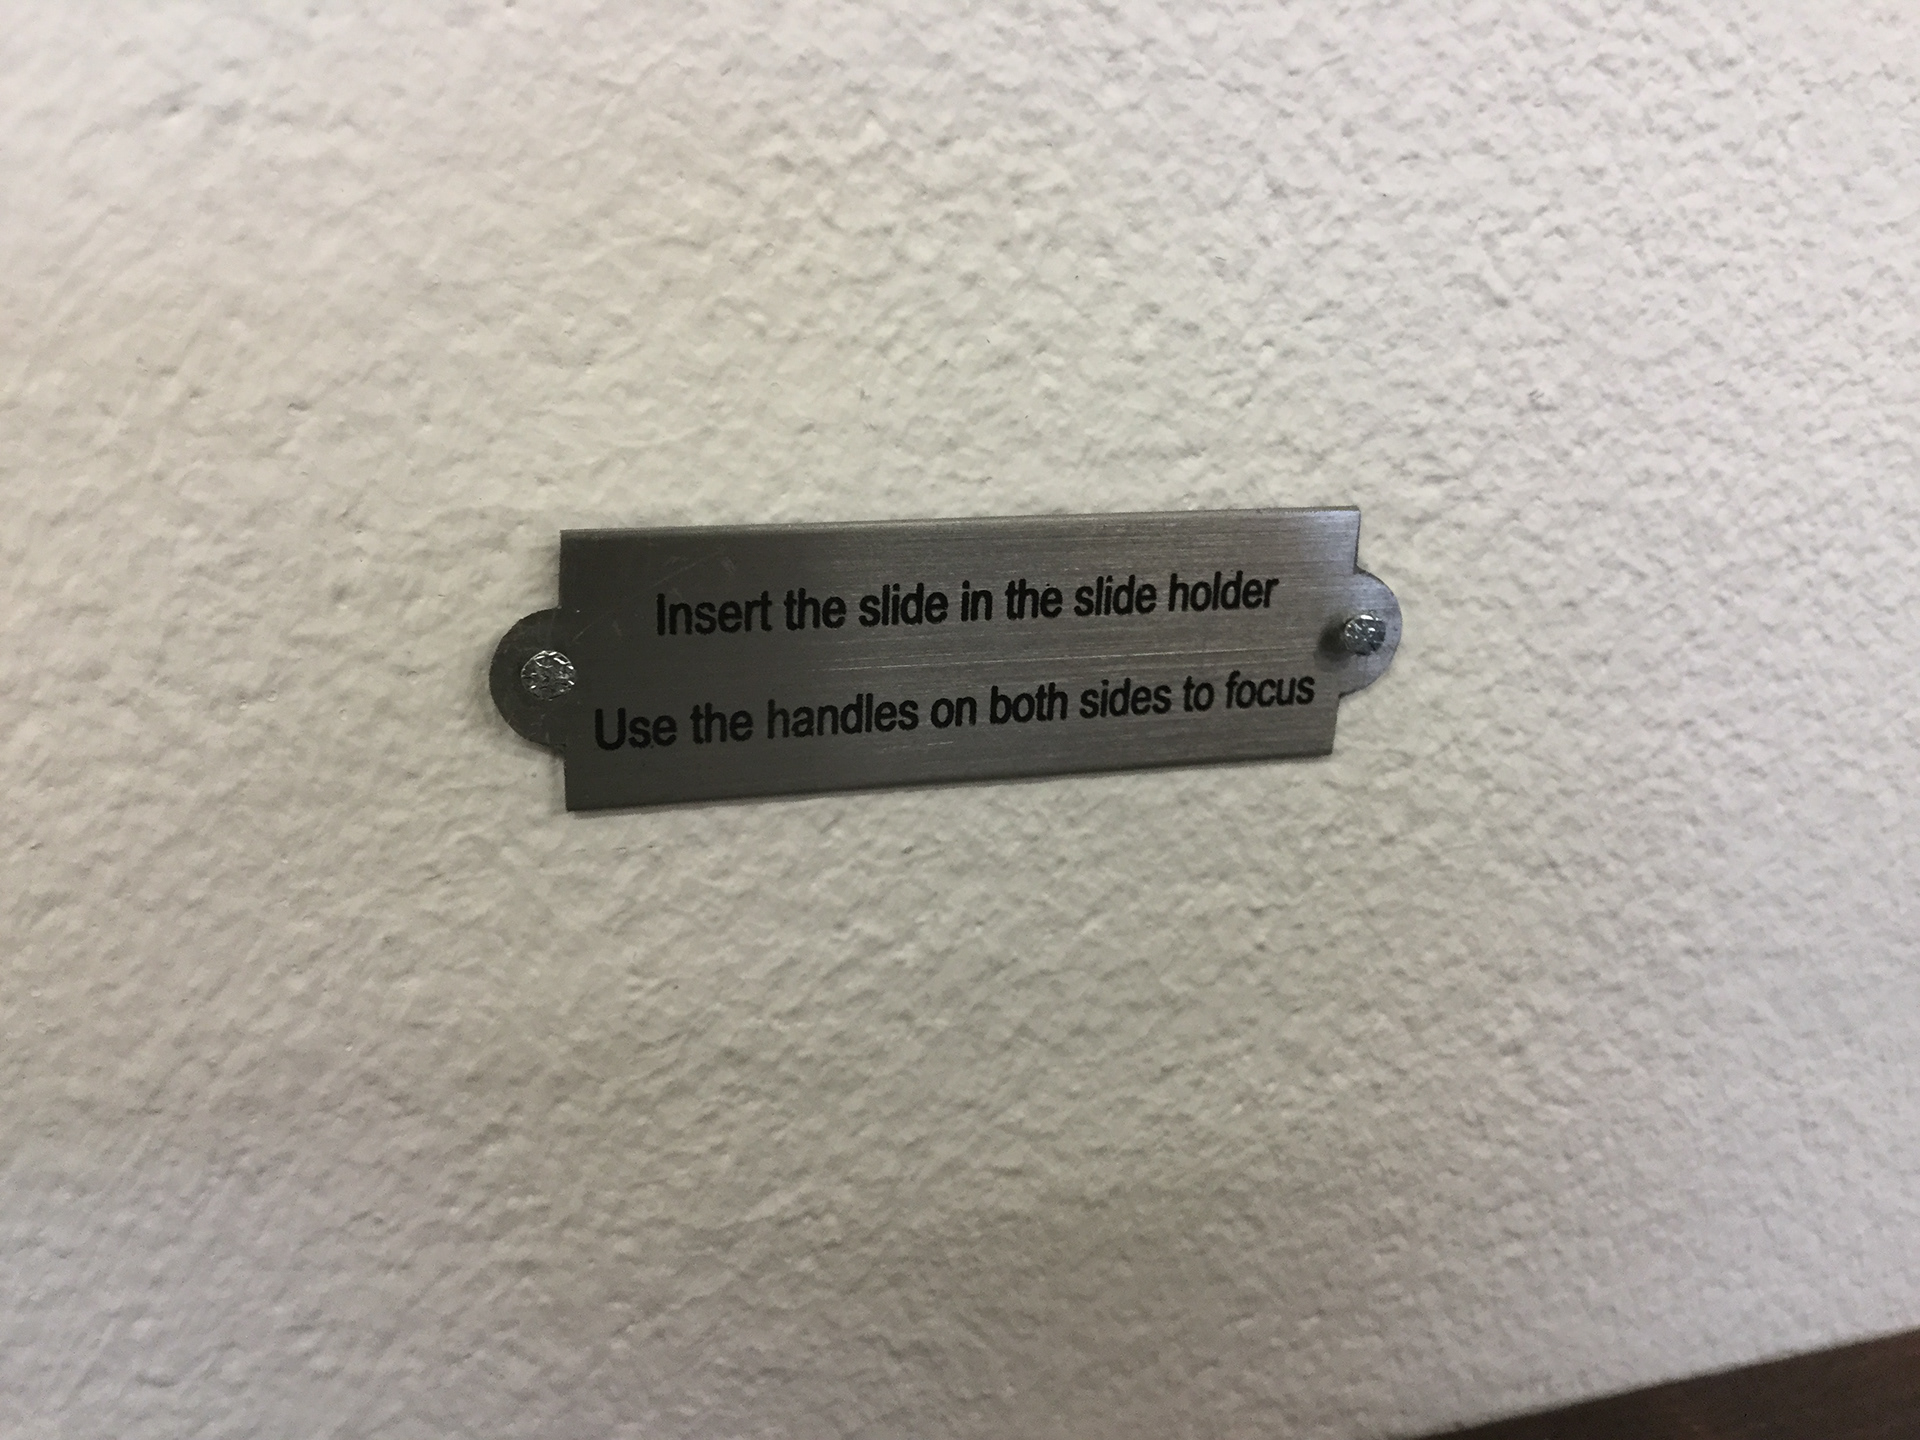 Insert the slide in the slide holder
Use the handles on both sides to focus